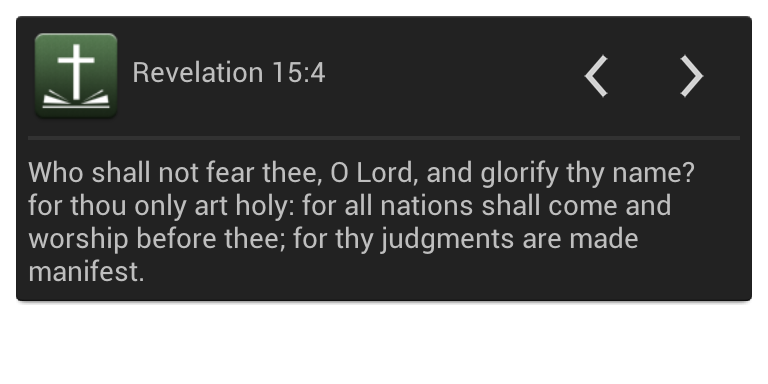 Revelation 15:4
Who shall not fear thee, O Lord, and glorify thy name?
for thou only art holy: for all nations shall come and
worship before thee; for thy judgments are made
manifest.